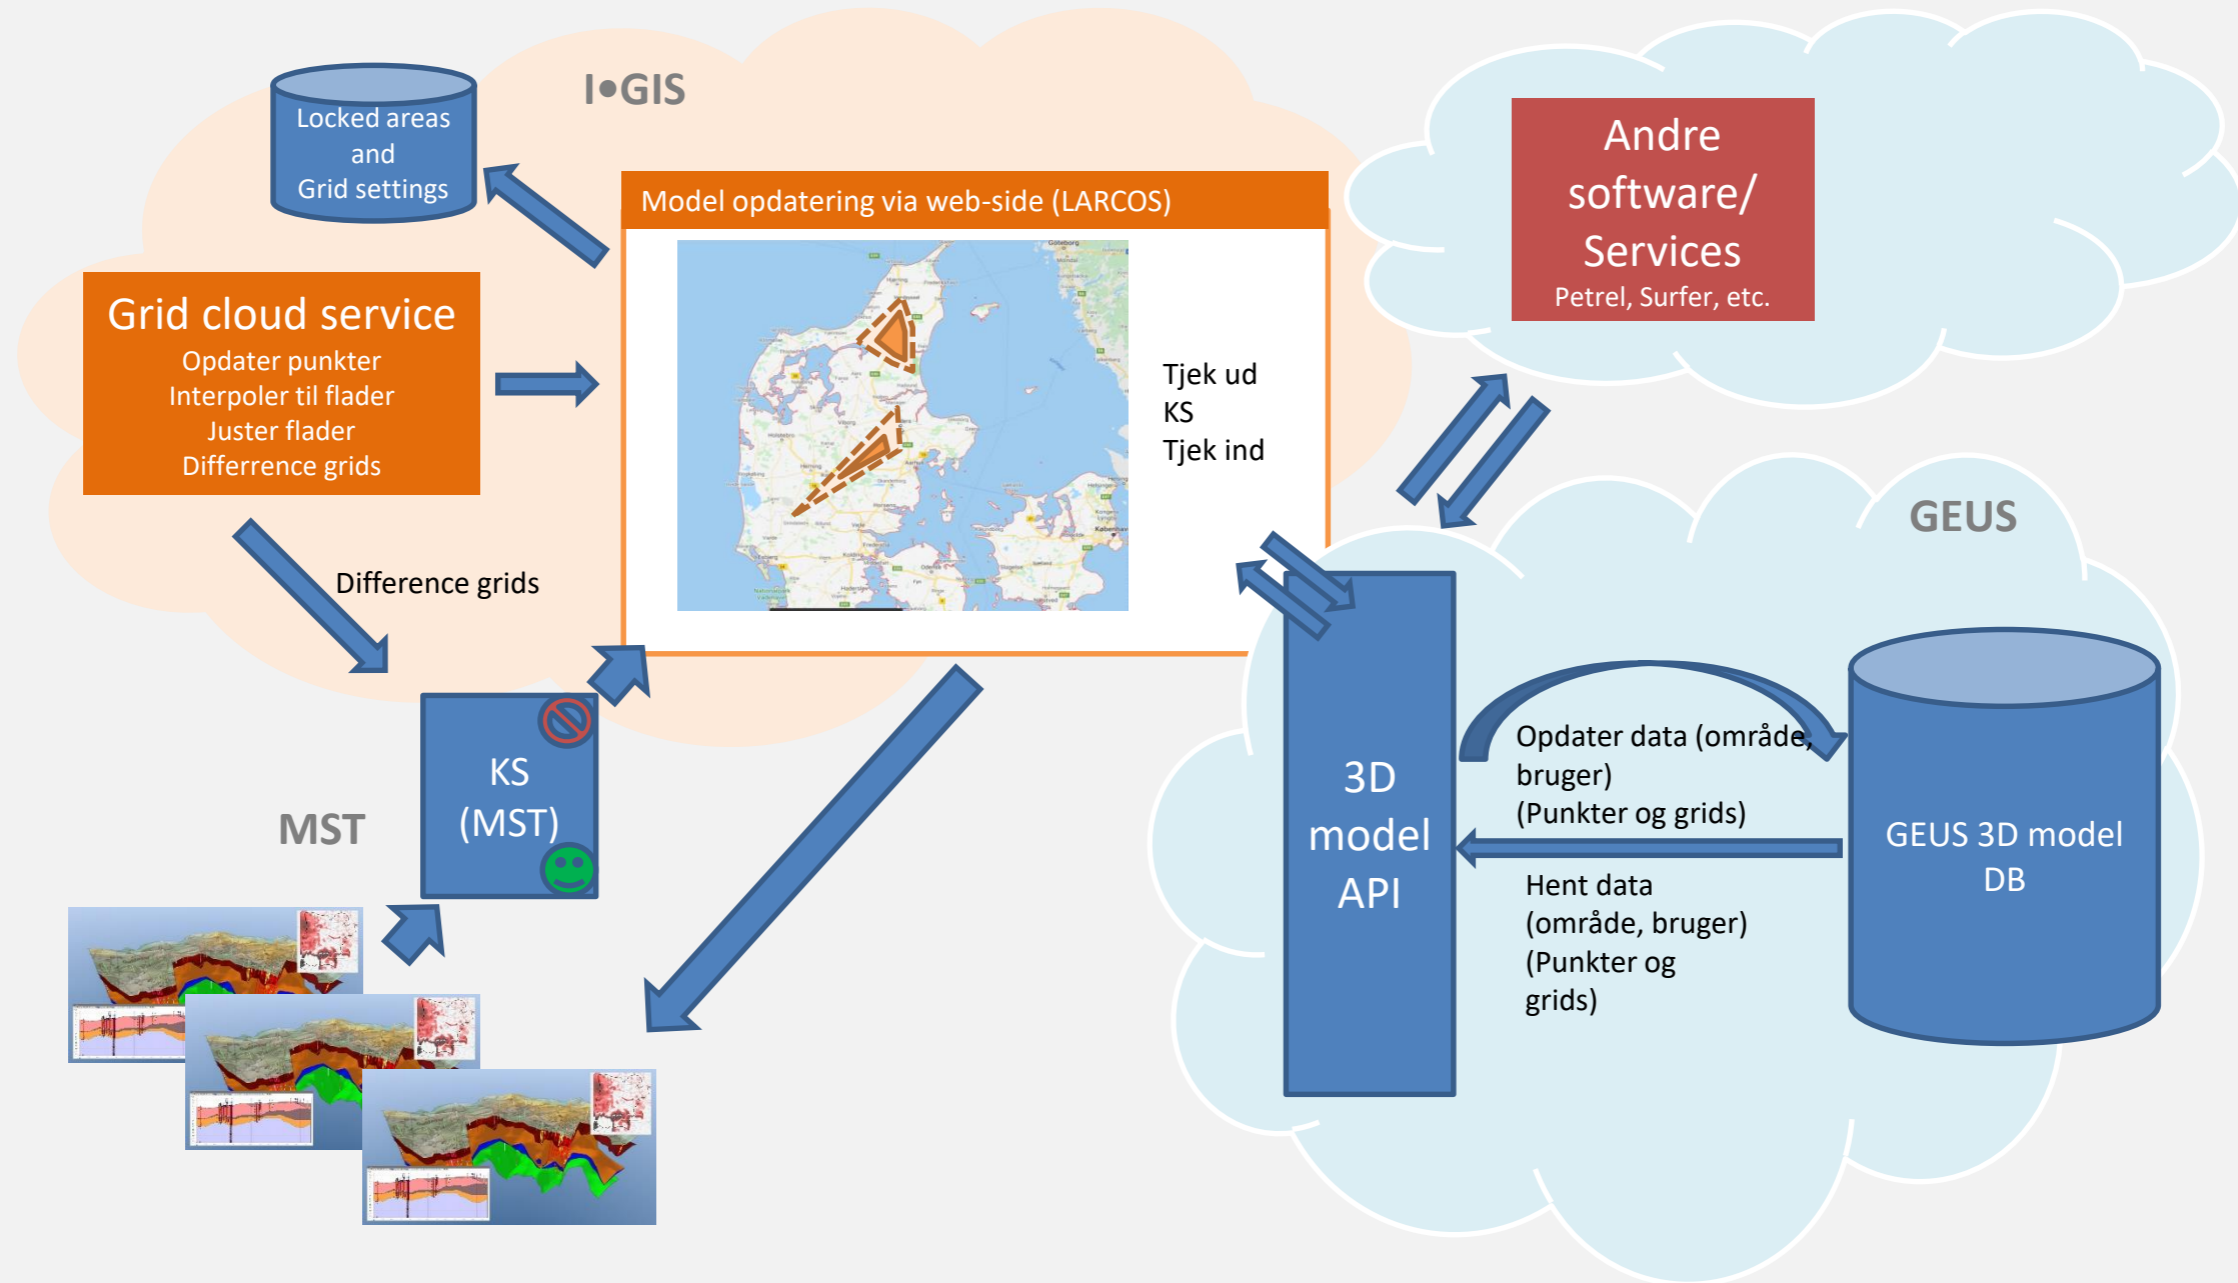 I•GIS
Locked areas
and
Grid settings
Model opdatering via web-side (LARCOS)
Andre
software/
Services
Petrel, Surfer, etc.
Grid cloud service
Opdater punkter
Interpoler til flader
Juster flader
Differrence grids
Tjek ud
KS
Tjek ind
Difference grids
GEUS
KS
(MST)
MST
3D
model
API
Opdater data (område,
bruger)
(Punkter og grids)
Hent data
(område, bruger)
(Punkter og
grids)
GEUS 3D model
DB